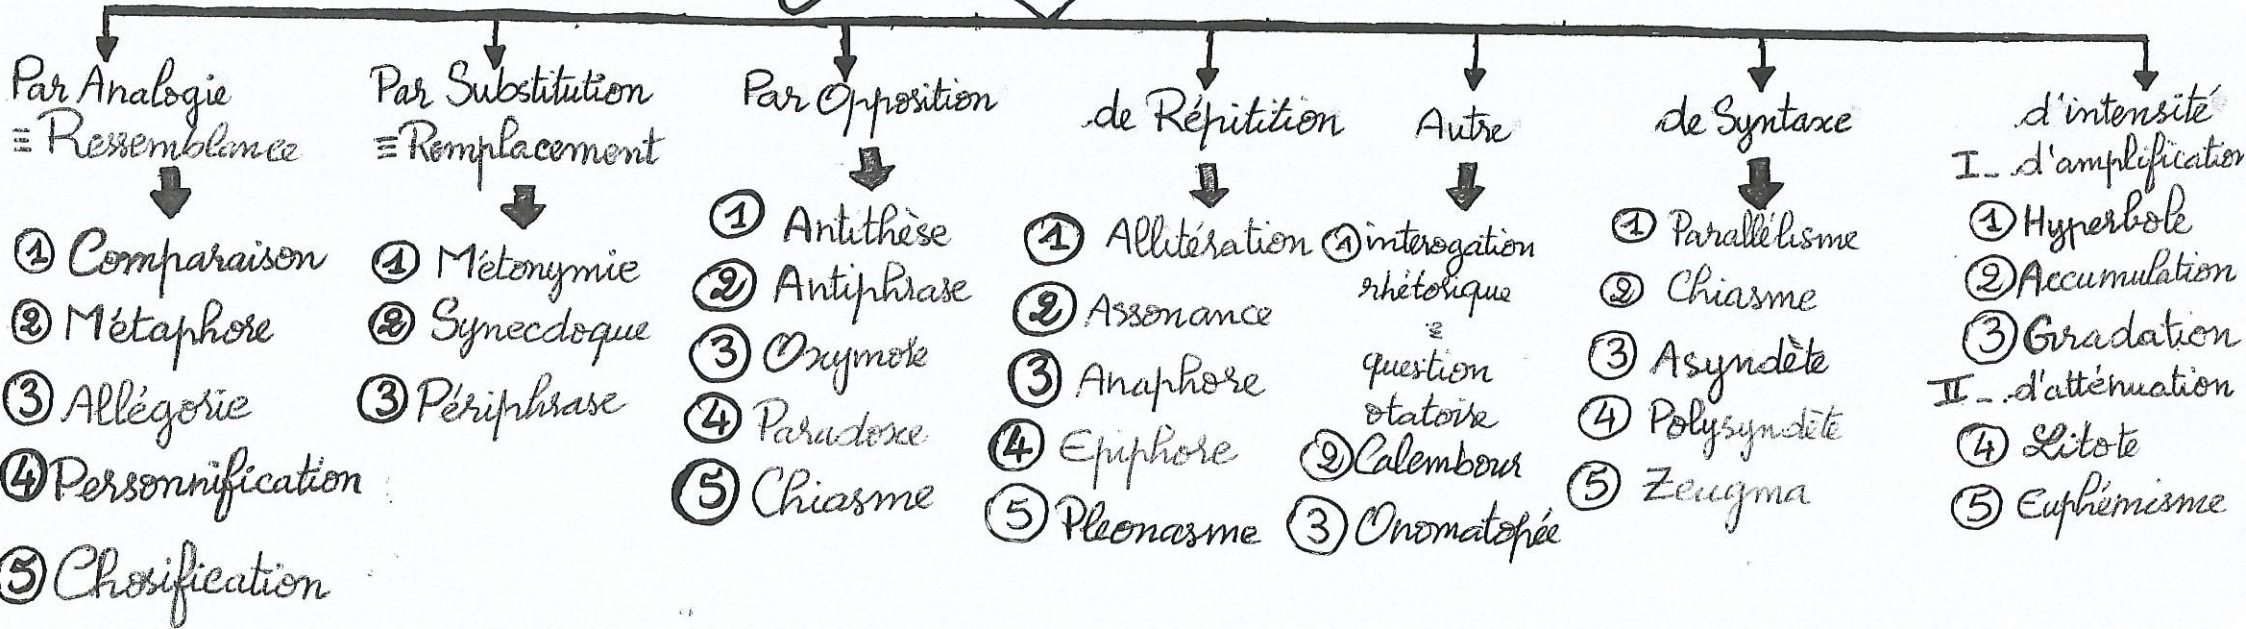 Par Analogie
≡ Ressemblance
① Comparaison
② Métaphore
③ Allégorie
④ Personnification
⑤ Chosification
Par Substitution
≡ Remplacement
① Métonymie
② Synecdoque
③ Périphrase
Par Opposition
① Antithèse
② Antiphrase
③ Oxymore
④ Paradoxe
⑤ Chiasme
de Répitition
① Allitération
② Assonance
③ Anaphore
④ Epiphore
⑤ Pleonasme
Autre
① interogation
rhétorique
≡
question
otatoire
② Calembour
③ Onomatopée
de Syntaxe
① Parallélisme
② Chiasme
③ Asyndète
④ Polysyndète
⑤ Zeugma
d'intensité
I_ d'amplification
① Hyperbole
② Accumulation
③ Gradation
II_ d'atténuation
④ Litote
⑤ Euphémisme